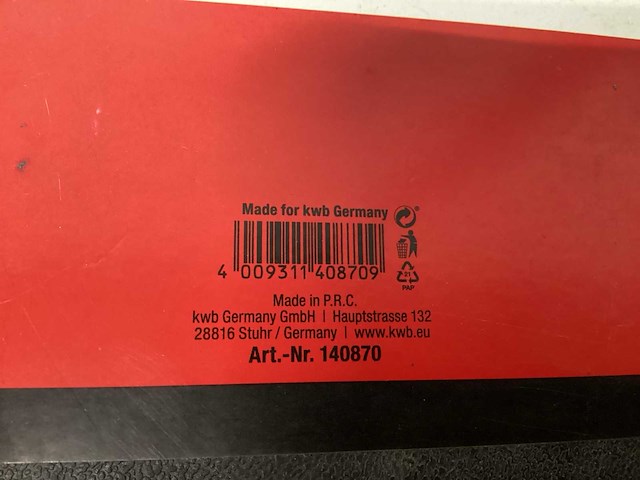 Made for kwb Germany
4 009311 408709
21
PAP
Made in P.R.C.
kwb Germany GmbH | Hauptstrasse 132
28816 Stuhr / Germany | www.kwb.eu
Art.-Nr. 140870